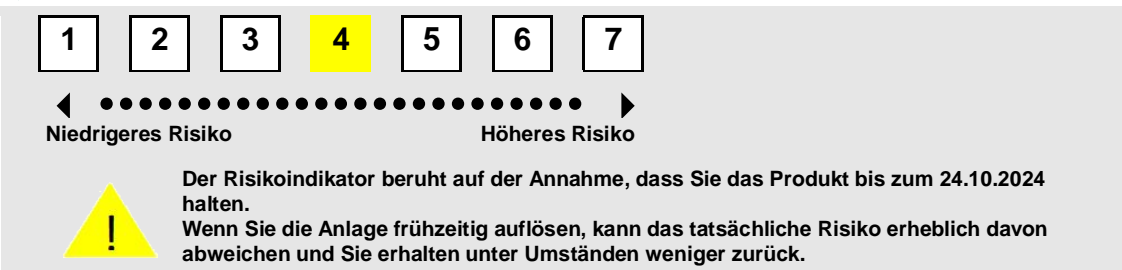 1 2 3 4 5 6 7
Niedrigeres Risiko Höheres Risiko
Der Risikoindikator beruht auf der Annahme, dass Sie das Produkt bis zum 24.10.2024
halten.
Wenn Sie die Anlage frühzeitig auflösen, kann das tatsächliche Risiko erheblich davon
! abweichen und Sie erhalten unter Umständen weniger zurück.